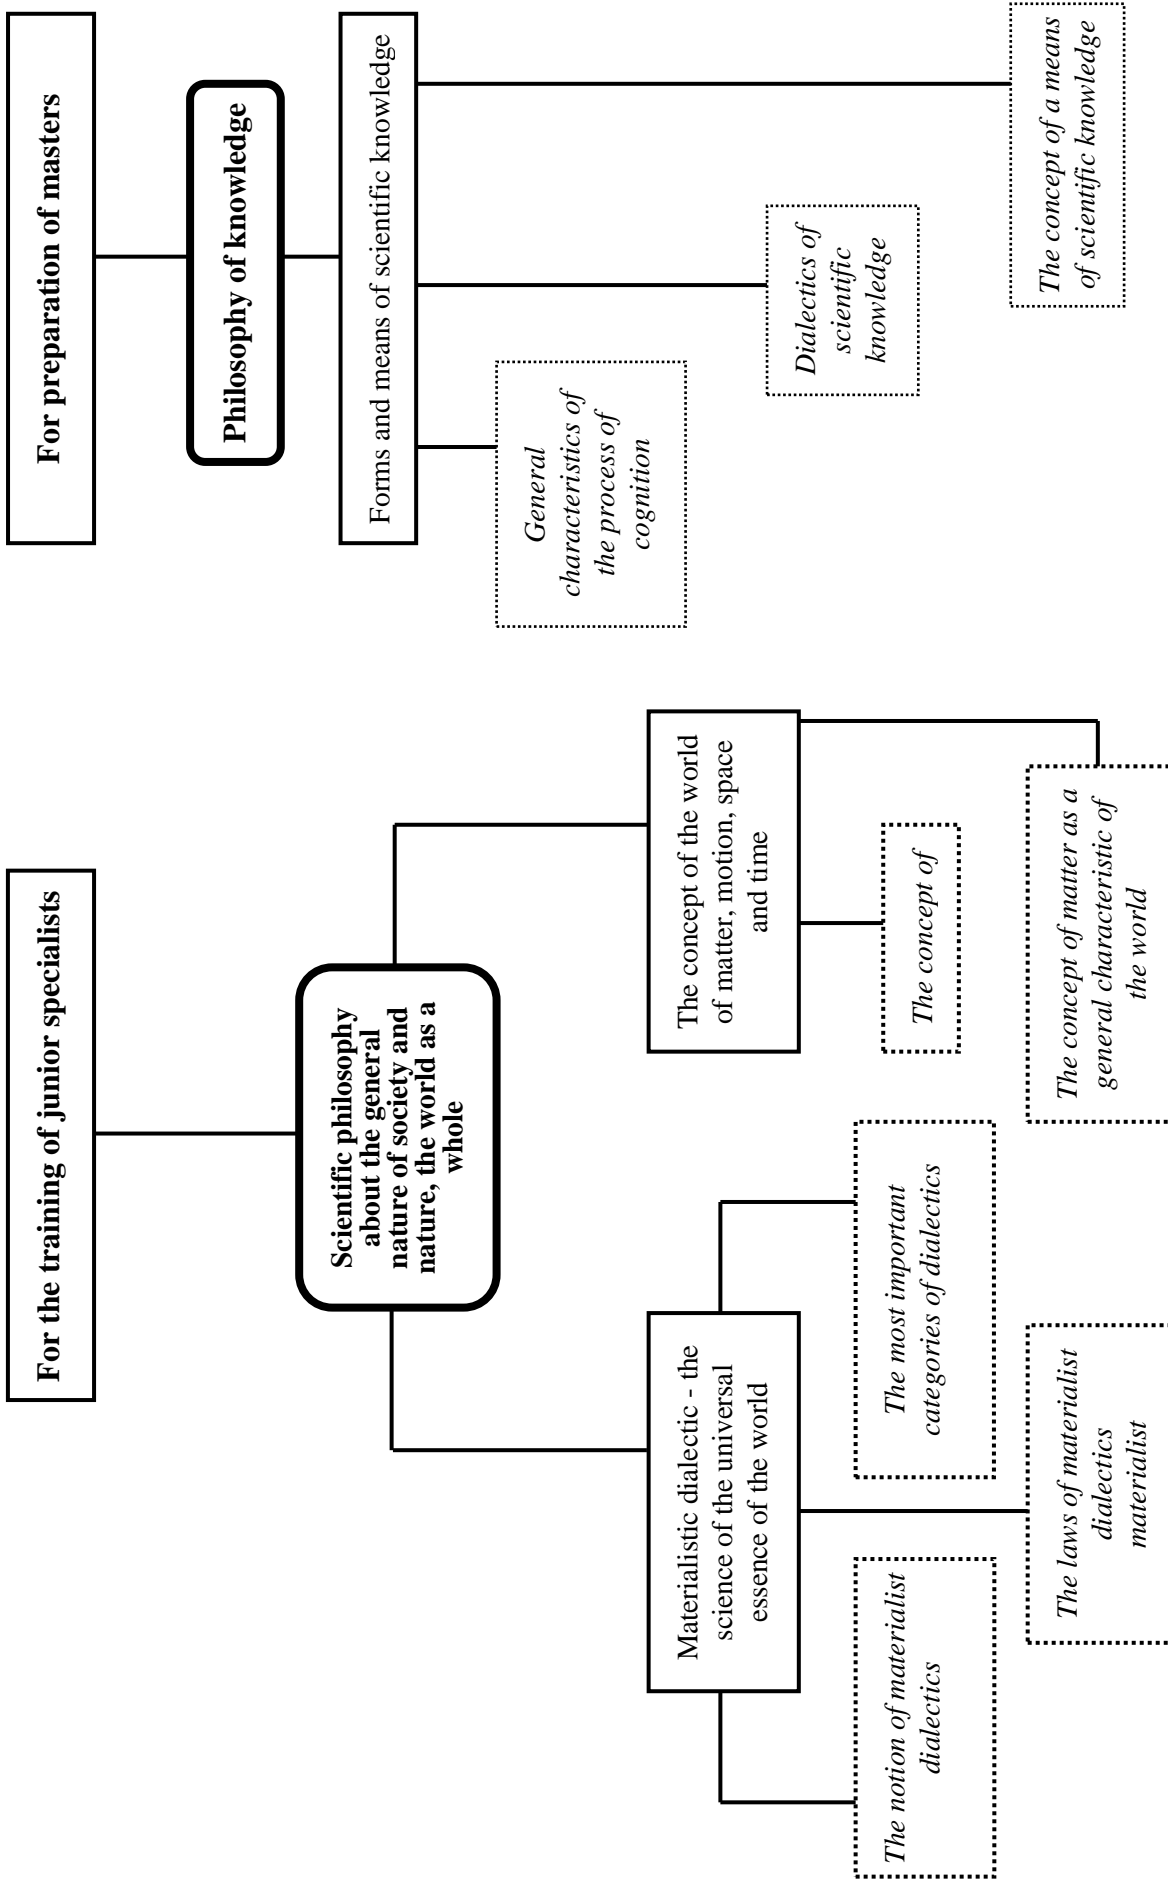 For the training of junior specialists
Scientific philosophy
about the general
nature of society and
nature, the world as a
whole
Materialistic dialectic - the
science of the universal
essence of the world
The notion of materialist
dialectics
The laws of materialist
dialectics
materialist
The most important
categories of dialectics
The concept of the world
of matter, motion, space
and time
The concept of
The concept of matter as a
general characteristic of
the world
For preparation of masters
Philosophy of knowledge
Forms and means of scientific knowledge
General
characteristics of
the process of
cognition
Dialectics of
scientific
knowledge
The concept of a means
of scientific knowledge